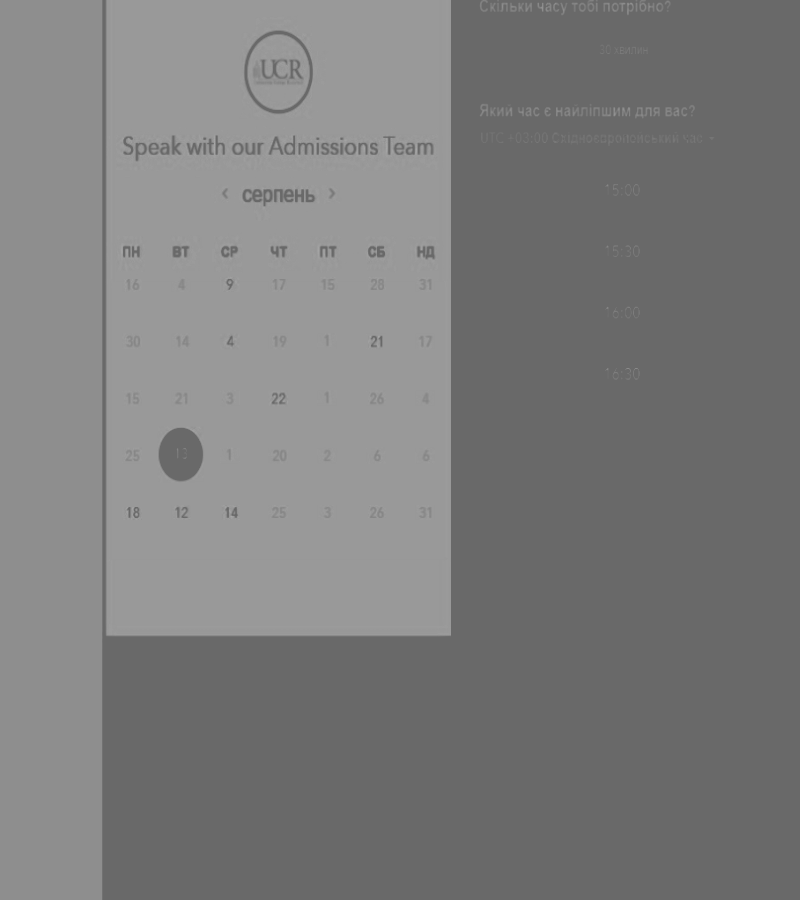 UCR
Speak with our Admissions Team
‹ серпень ›
ПН ВТ СР ЧТ ПТ СБ НД
16 4 9 17 15 28 31
30 14 4 19 1 21 17
15 21 3 22 1 26 4
25 13 1 20 2 6 6
18 12 14 25 3 26 31
Скільки часу тобі потрібно?
30 хвилин
Який час є найліпшим для вас?
UTC +03:00 Східноєвропейський час
15:00
15:30
16:00
16:30